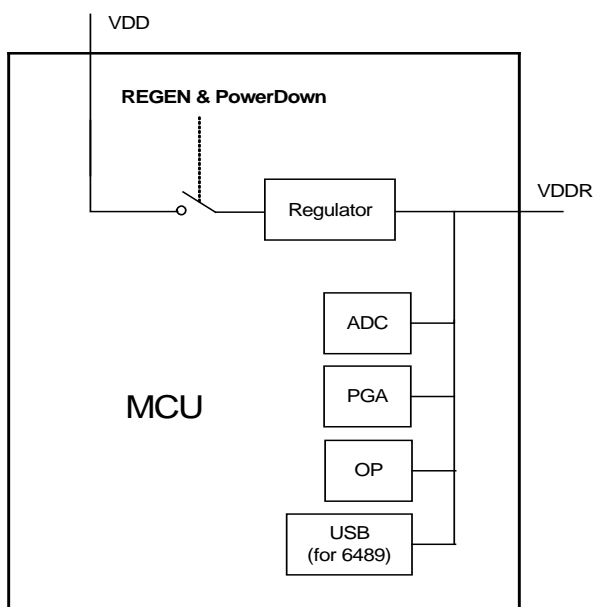 VDD
REGEN & PowerDown
Regulator
VDDR
ADC
PGA
MCU
OP
USB
(for 6489)